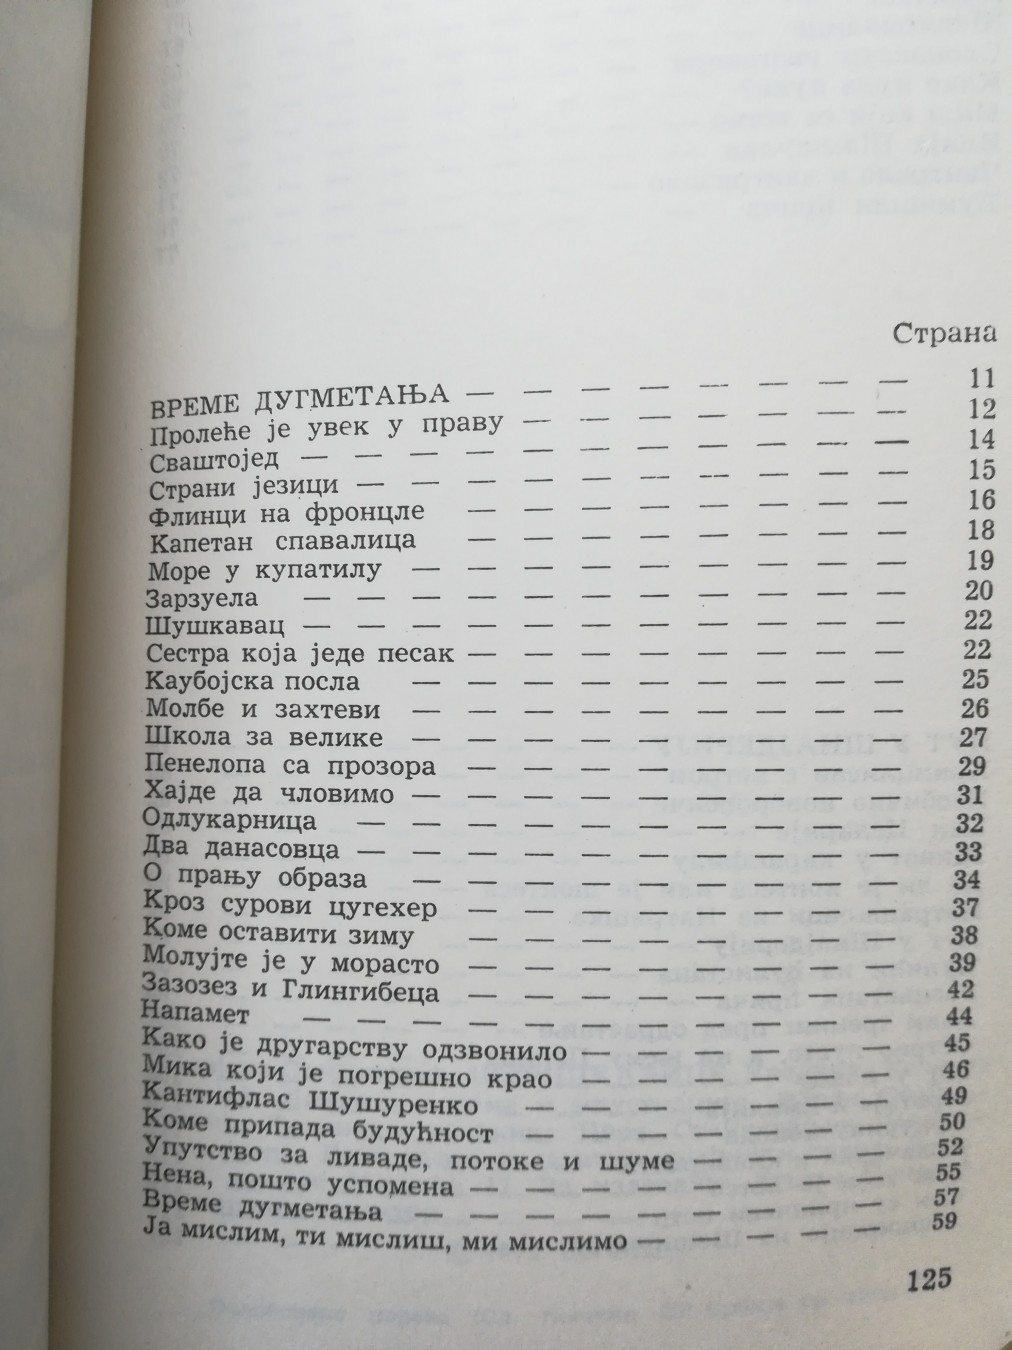 Страна
ВРЕМЕ ДУГМЕТАЊА — — — — — — — — 11
Пролеће је увек у праву — — — — — — — 12
Сваштојед — — — — — — — — — — — 14
Страни језици — — — — — — — — — — 15
Флинци на фронцле — — — — — — — — 16
Капетан спавалица — — — — — — — — 18
Море у купатилу — — — — — — — — — 19
Зарзуела — — — — — — — — — — — 20
Шушкавац — — — — — — — — — — — 22
Сестра која једе песак — — — — — — — — 22
Каубојска посла — — — — — — — — — 25
Молбе и захтеви — — — — — — — — — 26
Школа за велике — — — — — — — — — 27
Пенелопа са прозора — — — — — — — — 29
Хајде да чловимо — — — — — — — — — 31
Одлукарница — — — — — — — — — — 32
Два данасовца — — — — — — — — — — 33
О прању образа — — — — — — — — — 34
Кроз сурови цугехер — — — — — — — — 37
Коме оставити зиму — — — — — — — — 38
Молујте је у морасто — — — — — — — — 39
Зазозез и Глингибеца — — — — — — — — 42
Напамет — — — — — — — — — — — 44
Како је другарству одзвонило — — — — — — 45
Мика који је погрешно крао — — — — — — 46
Кантифлас Шушуренко — — — — — — — 49
Коме припада будућност — — — — — — — 50
Упутство за ливаде, потоке и шуме — — — — 52
Нена, пошто успомена — — — — — — — — 55
Време дугметања — — — — — — — — — 57
Ја мислим, ти мислиш, ми мислимо — — — — — 59
125